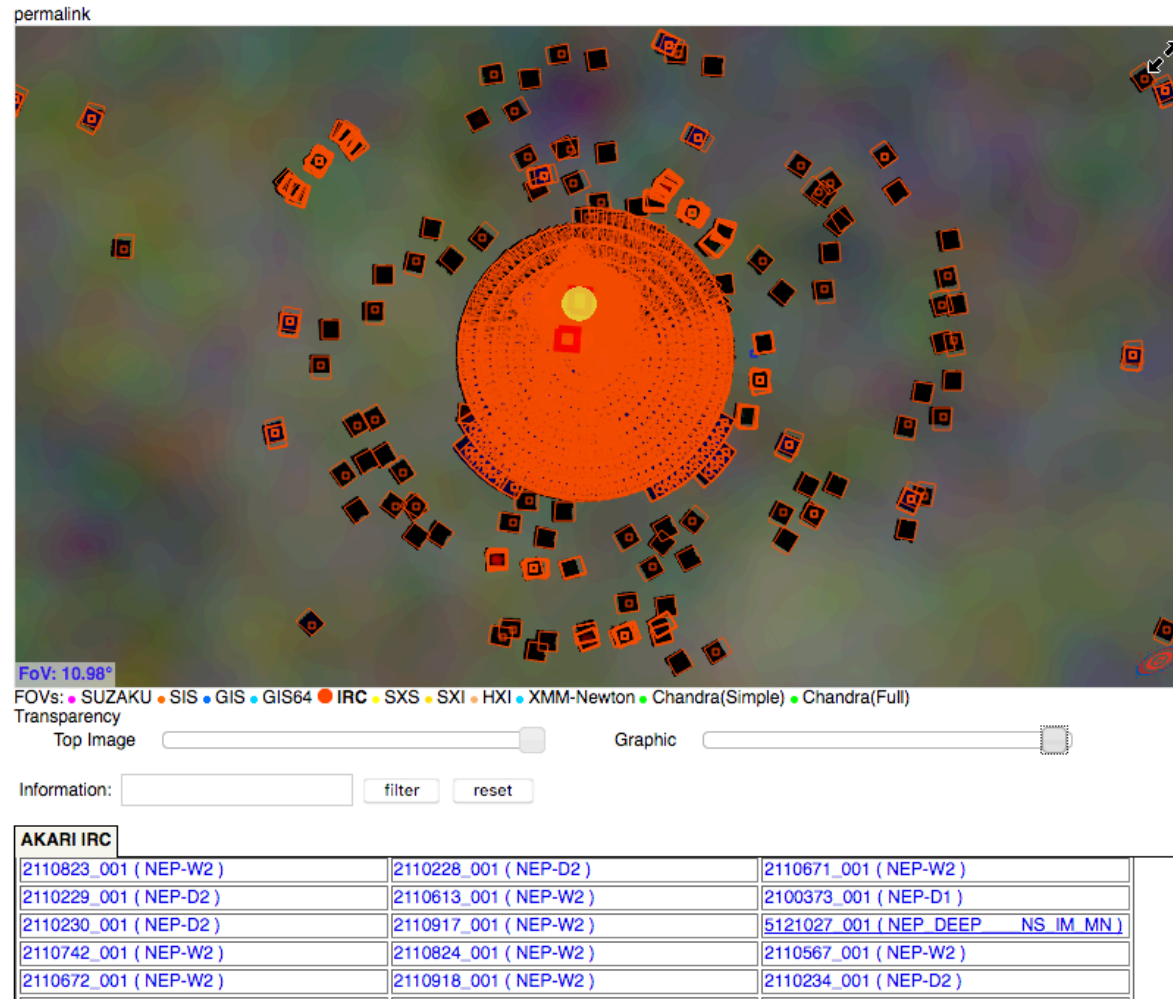 permalink
FoV: 10.98°
FOVs: SUZAKU SIS GIS GIS64 IRC SXS SXI HXI XMM-Newton Chandra(Simple) Chandra(Full)
Transparency
Top Image Graphic
Information: filter reset
AKARI IRC
2110823_001 ( NEP-W2 ) 2110228_001 ( NEP-D2 ) 2110671_001 ( NEP-W2 )
2110229_001 ( NEP-D2 ) 2110613_001 ( NEP-W2 ) 2100373_001 ( NEP-D1 )
2110230_001 ( NEP-D2 ) 2110917_001 ( NEP-W2 ) 5121027_001 ( NEP_DEEP____NS_IM_MN )
2110742_001 ( NEP-W2 ) 2110824_001 ( NEP-W2 ) 2110567_001 ( NEP-W2 )
2110672_001 ( NEP-W2 ) 2110918_001 ( NEP-W2 ) 2110234_001 ( NEP-D2 )